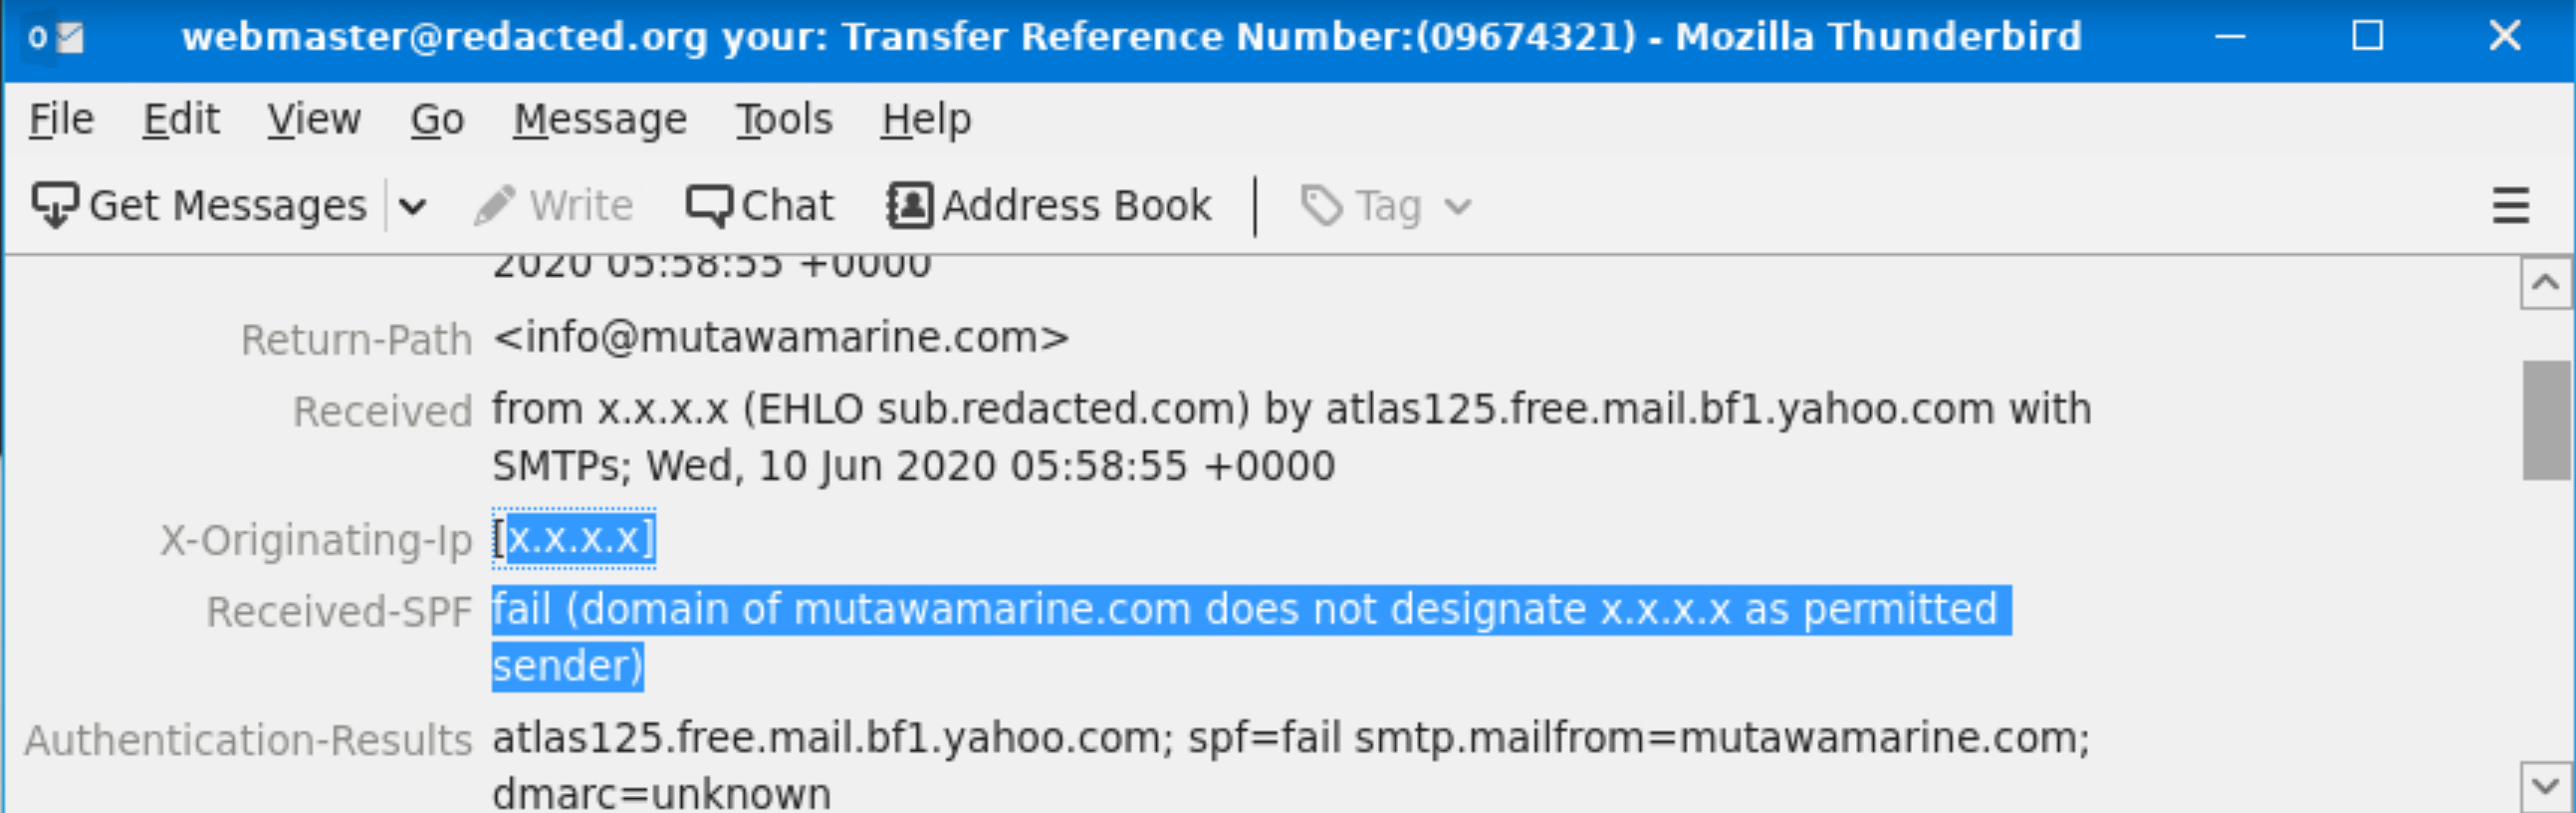 webmaster@redacted.org your: Transfer Reference Number:(09674321) - Mozilla Thunderbird
File Edit View Go Message Tools Help
Get Messages Write Chat Address Book Tag
2020 05:58:55 +0000
Return-Path <info@mutawamarine.com>
Received from x.x.x.x (EHLO sub.redacted.com) by atlas125.free.mail.bf1.yahoo.com with
SMTPs; Wed, 10 Jun 2020 05:58:55 +0000
X-Originating-Ip [x.x.x.x]
Received-SPF fail (domain of mutawamarine.com does not designate x.x.x.x as permitted
sender)
Authentication-Results atlas125.free.mail.bf1.yahoo.com; spf=fail smtp.mailfrom=mutawamarine.com;
dmarc=unknown